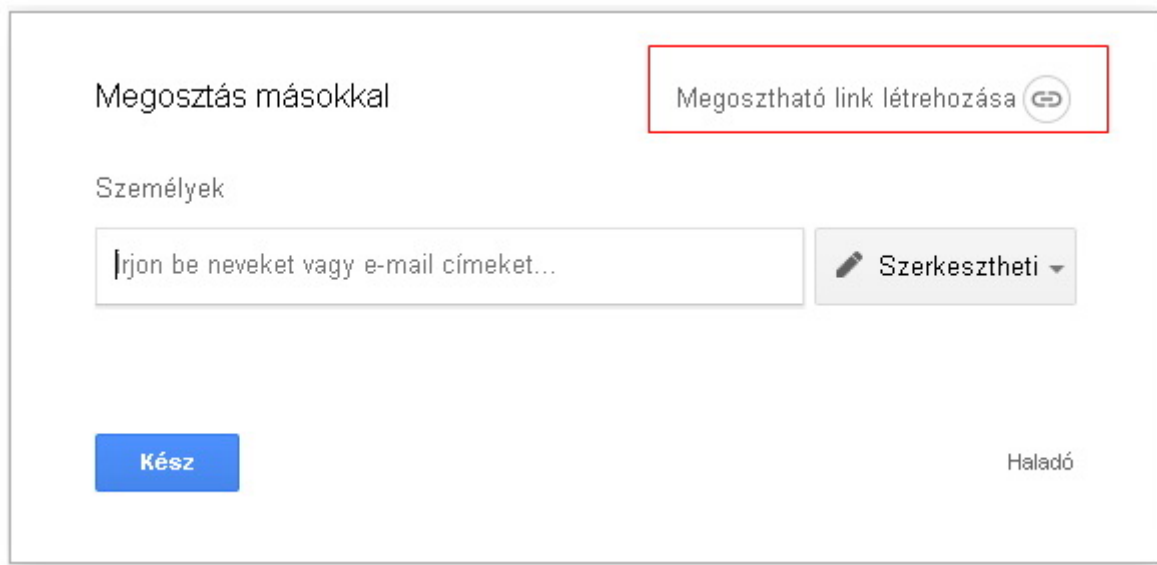 Megosztás másokkal
Megosztható link létrehozása
Személyek
Írjon be neveket vagy e-mail címeket...
Szerkesztheti
Kész
Haladó